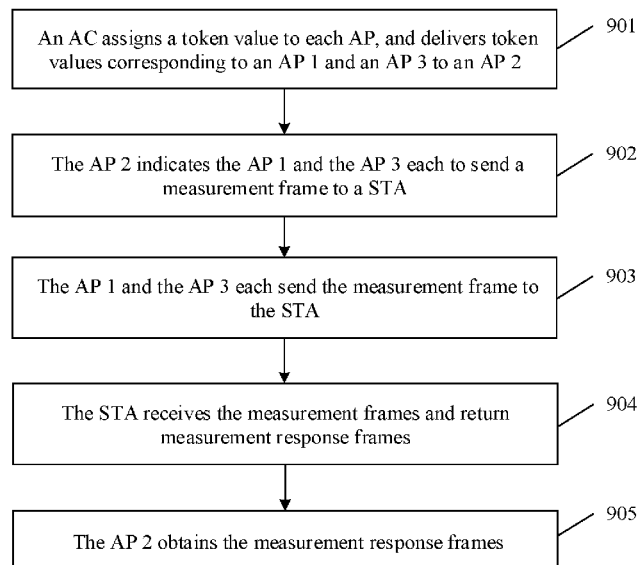 An AC assigns a token value to each AP, and delivers token
values corresponding to an AP 1 and an AP 3 to an AP 2
901
The AP 2 indicates the AP 1 and the AP 3 each to send a
measurement frame to a STA
902
The AP 1 and the AP 3 each send the measurement frame to
the STA
903
The STA receives the measurement frames and return
measurement response frames
904
The AP 2 obtains the measurement response frames
905